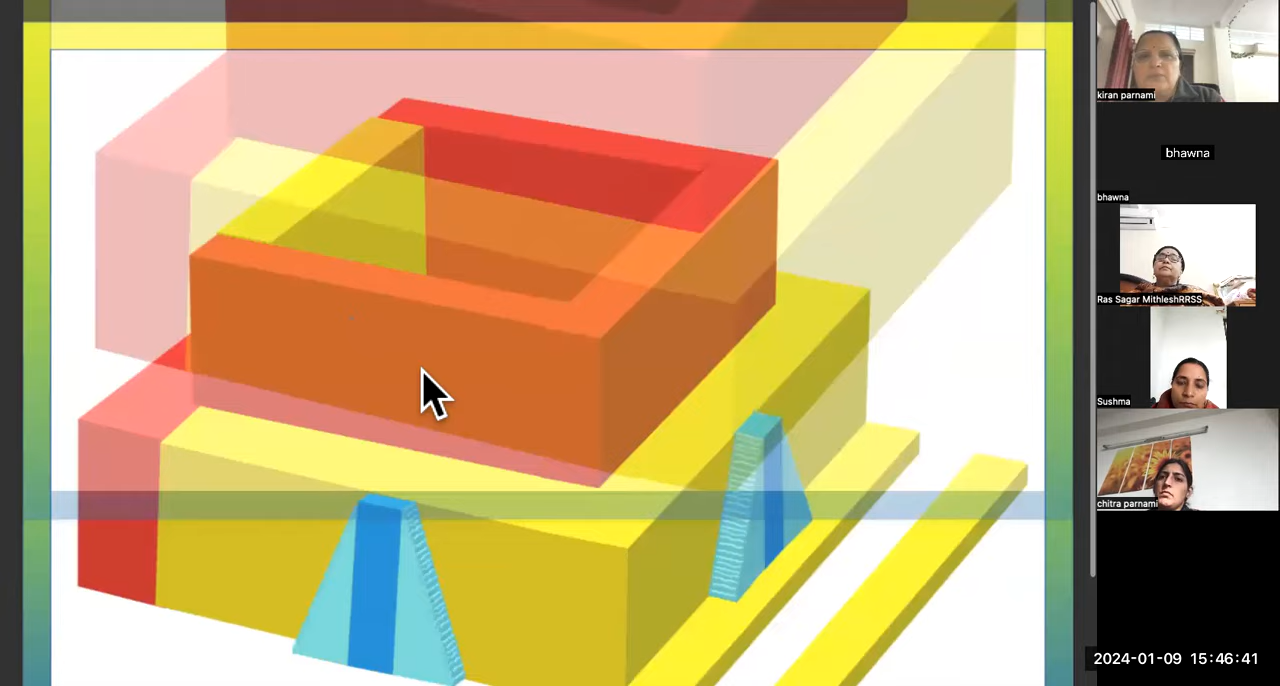 kiran parnami
bhawna
bhawna
Ras Sagar MithleshRRSS
Sushma
chitra parnami
2024-01-09 15:46:41